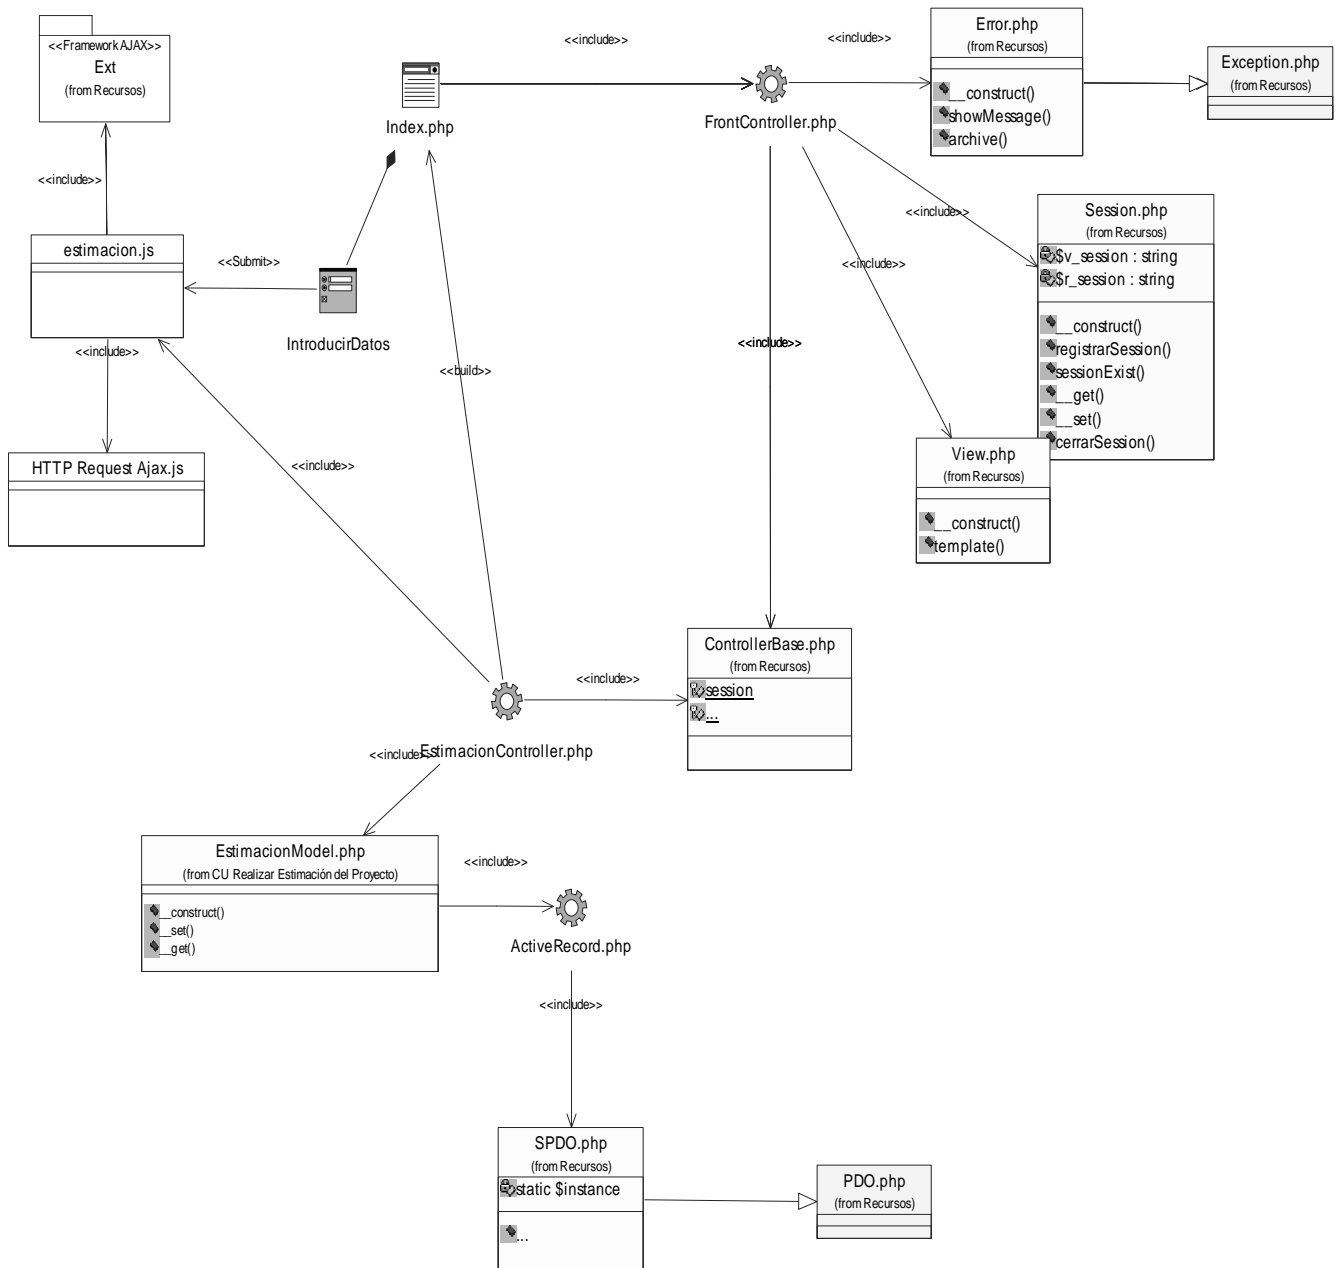 <<Framework AJAX>>
Ext
(from Recursos)
<<include>>
estimacion.js
<<include>>
HTTP Request Ajax.js
<<Submit>>
IntroducirDatos
Index.php
<<include>>
<<build>>
<<include>>
FrontController.php
<<include>>
Error.php
(from Recursos)
__construct()
showMessage()
archive()
Exception.php
(from Recursos)
<<include>>
Session.php
(from Recursos)
$v_session : string
$r_session : string
__construct()
registrarSession()
sessionExist()
__get()
__set()
cerrarSession()
<<include>>
View.php
(from Recursos)
__construct()
template()
<<include>>
ControllerBase.php
(from Recursos)
session
...
<<include>>
EstimacionController.php
<<include>>
EstimacionModel.php
(from CU Realizar Estimación del Proyecto)
__construct()
__set()
__get()
<<include>>
ActiveRecord.php
<<include>>
SPDO.php
(from Recursos)
static $instance
...
PDO.php
(from Recursos)